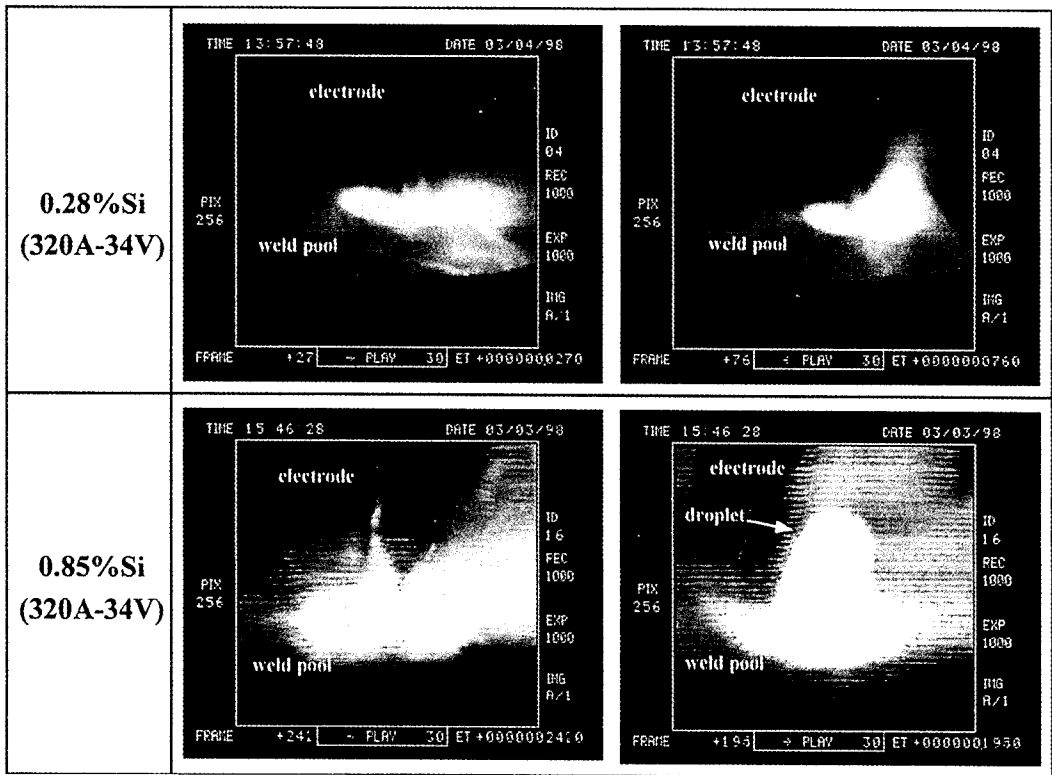 0.28%Si
(320A-34V)
TIME 13:57:48 DATE 03/04/98
electrode
weld pool
PIX
256
ID
04
REC
1000
EXP
1000
IMG
A/1
FRAME +27 PLAY 30 ET +0000000270
TIME 13:57:48 DATE 03/04/98
electrode
weld pool
PIX
256
ID
04
REC
1000
EXP
1000
IMG
A/1
FRAME +76 PLAY 30 ET +0000000760
0.85%Si
(320A-34V)
TIME 15:46:28 DATE 03/03/98
electrode
weld pool
PIX
256
ID
16
REC
1000
EXP
1000
IMG
A/1
FRAME +241 PLAY 30 ET +0000002410
TIME 15:46:28 DATE 03/03/98
electrode
droplet
weld pool
PIX
256
ID
16
REC
1000
EXP
1000
IMG
A/1
FRAME PLAY 30